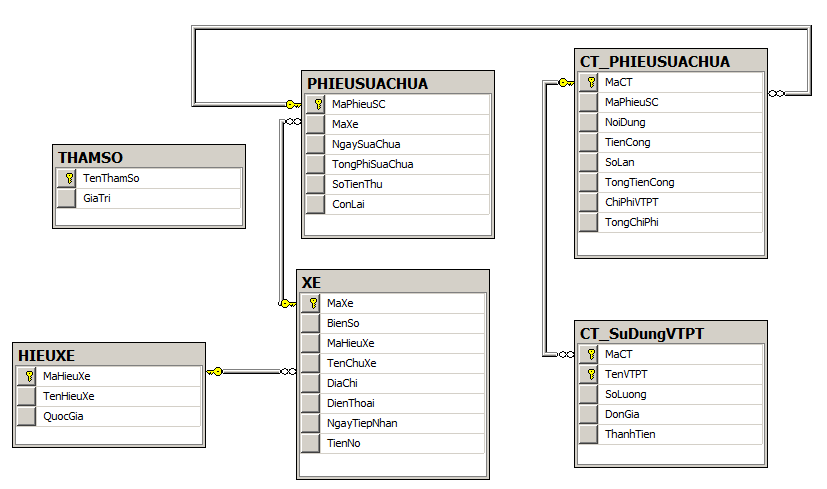 THAMSO
TenThamSo
GiaTri
PHIEUSUACHUA
MaPhieuSC
MaXe
NgaySuaChua
TongPhiSuaChua
SoTienThu
ConLai
CT_PHIEUSUACHUA
MaCT
MaPhieuSC
NoiDung
TienCong
SoLan
TongTienCong
ChiPhiVTPT
TongChiPhi
HIEUXE
MaHieuXe
TenHieuXe
QuocGia
XE
MaXe
BienSo
MaHieuXe
TenChuXe
DiaChi
DienThoai
NgayTiepNhan
TienNo
CT_SuDungVTPT
MaCT
TenVTPT
SoLuong
DonGia
ThanhTien